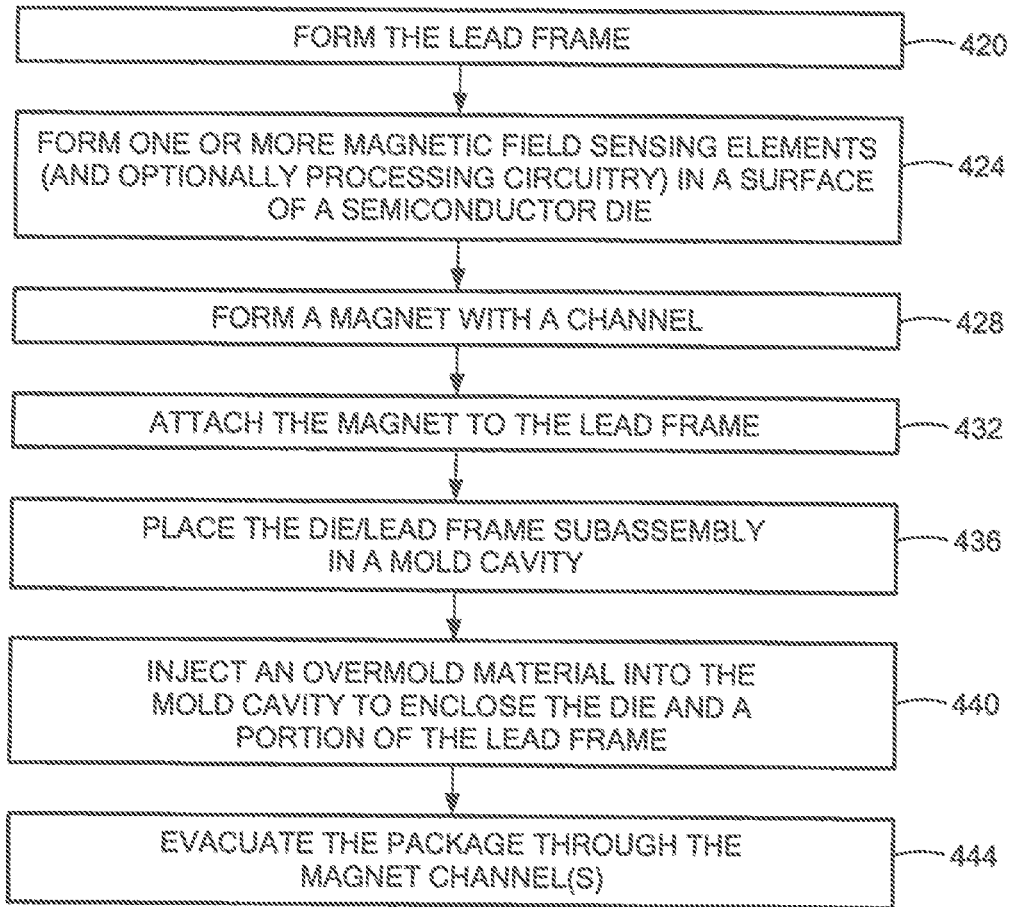 FORM THE LEAD FRAME
420
FORM ONE OR MORE MAGNETIC FIELD SENSING ELEMENTS
(AND OPTIONALLY PROCESSING CIRCUITRY) IN A SURFACE
OF A SEMICONDUCTOR DIE
424
FORM A MAGNET WITH A CHANNEL
428
ATTACH THE MAGNET TO THE LEAD FRAME
432
PLACE THE DIE/LEAD FRAME SUBASSEMBLY
IN A MOLD CAVITY
436
INJECT AN OVERMOLD MATERIAL INTO THE
MOLD CAVITY TO ENCLOSE THE DIE AND A
PORTION OF THE LEAD FRAME
440
EVACUATE THE PACKAGE THROUGH THE
MAGNET CHANNEL(S)
444